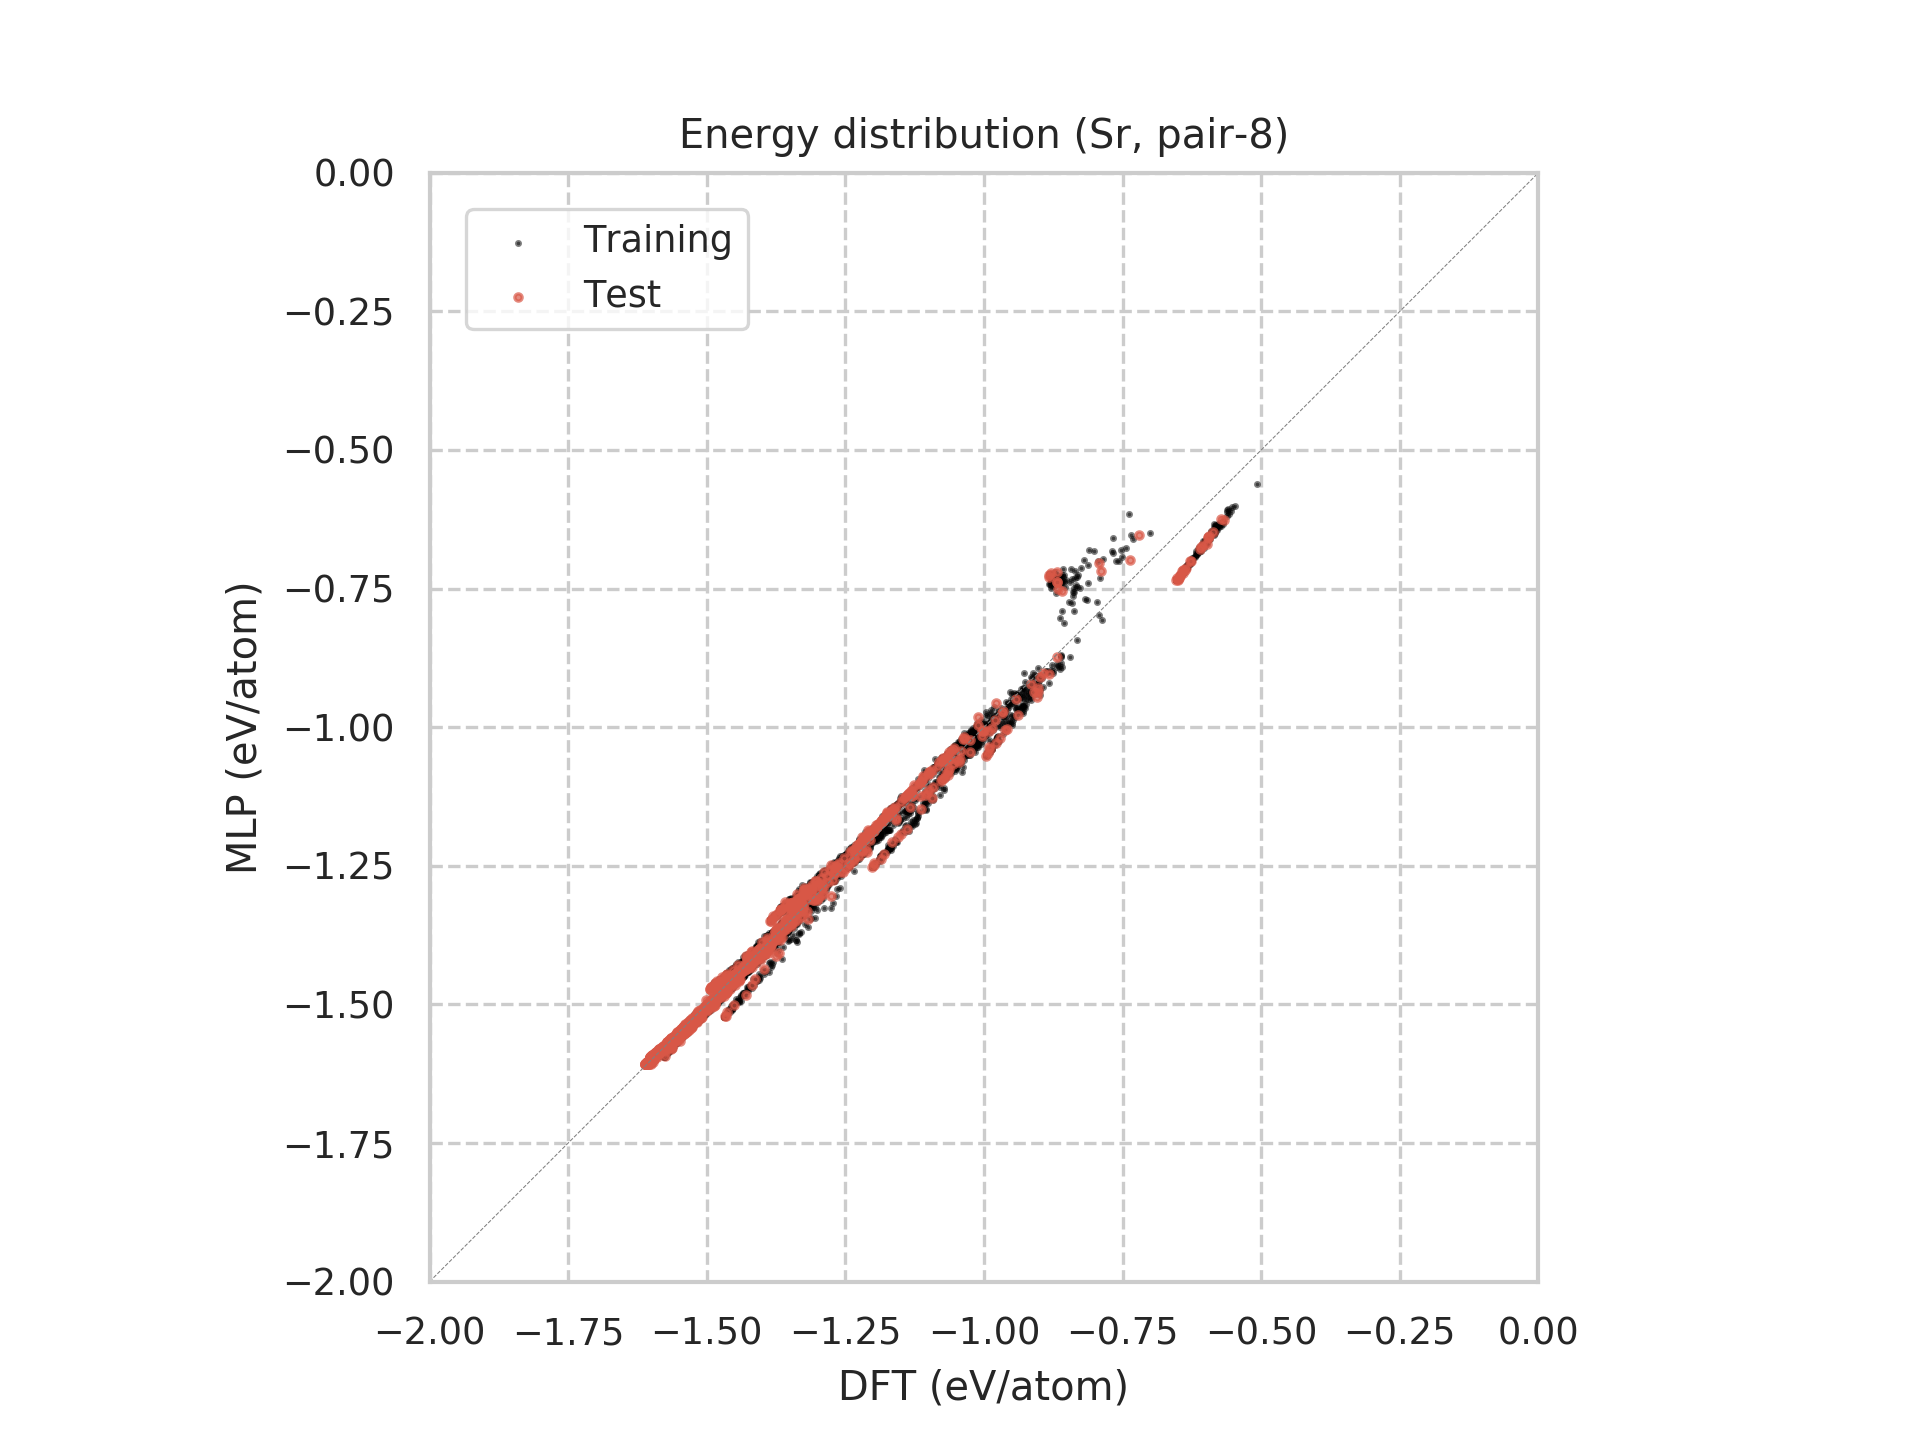 Energy distribution (Sr, pair-8)
0.00
−0.25
−0.50
−0.75
−1.00
−1.25
−1.50
−1.75
−2.00
MLP (eV/atom)
Training
Test
−2.00 −1.75 −1.50 −1.25 −1.00 −0.75 −0.50 −0.25 0.00
DFT (eV/atom)